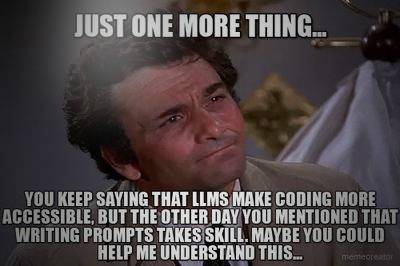 JUST ONE MORE THING...
YOU KEEP SAYING THAT LLMS MAKE CODING MORE
ACCESSIBLE, BUT THE OTHER DAY YOU MENTIONED THAT
WRITING PROMPTS TAKES SKILL. MAYBE YOU COULD
HELP ME UNDERSTAND THIS...
memecreator